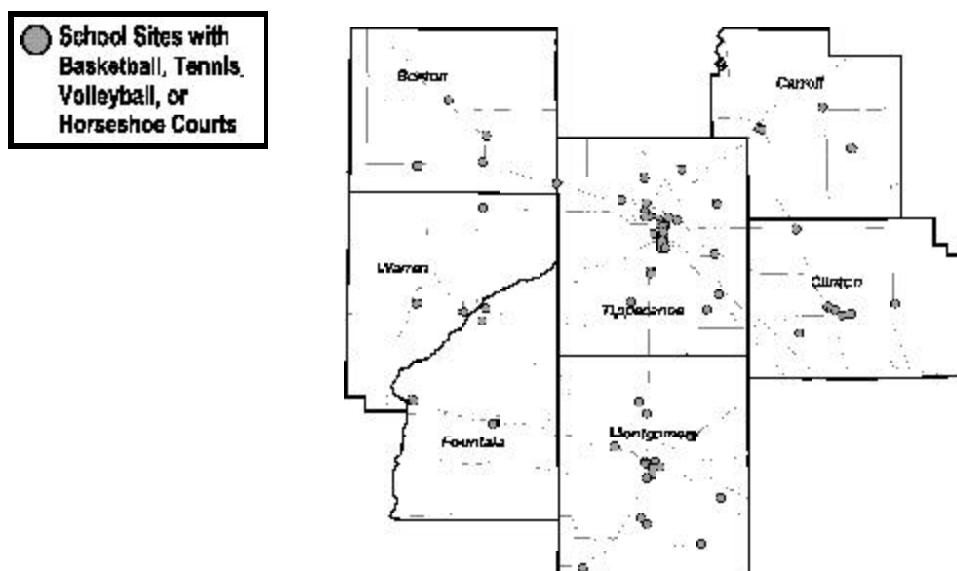 School Sites with
Basketball, Tennis,
Volleyball, or
Horseshoe Courts
Benton
Carroll
Warren
Clinton
Tippecanoe
Fountain
Montgomery